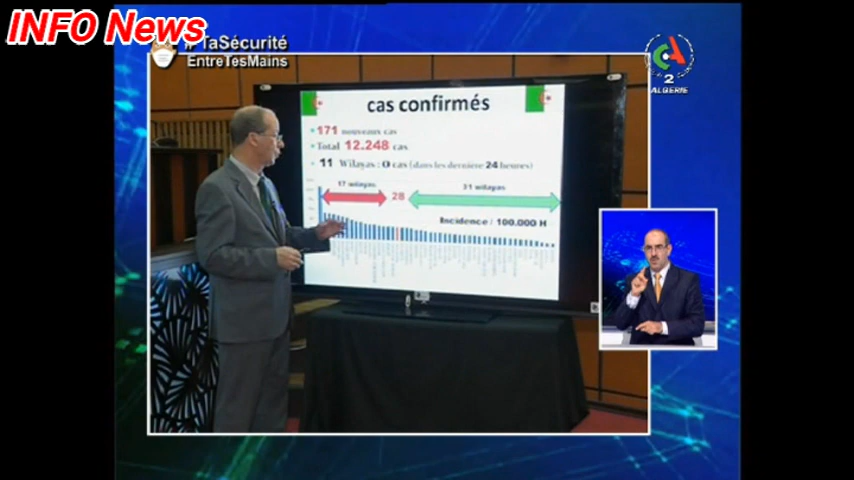 INFO News
#TaSécurité
EntreTesMains
2
ALGERIE
cas confirmés
171 nouveaux cas
Total 12.248 cas
11 Wilayas : 0 cas (dans les dernière 24 heures)
17 wilayas
28
31 wilayas
Incidence / 100.000 H